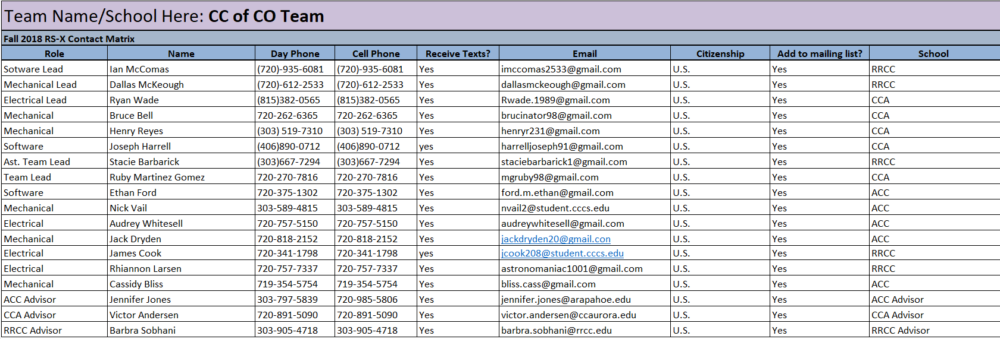 Team Name/School Here: CC of CO Team
Fall 2018 RS-X Contact Matrix
Role Name Day Phone Cell Phone Receive Texts? Email Citizenship Add to mailing list? School
Sotware Lead Ian McComas (720)-935-6081 (720)-935-6081 Yes imccomas2533@gmail.com U.S. Yes RRCC
Mechanical Lead Dallas McKeough (720)-612-2533 (720)-612-2533 Yes dallasmckeough@gmail.com U.S. Yes RRCC
Electrical Lead Ryan Wade (815)382-0565 (815)382-0565 Yes Rwade.1989@gmail.com U.S. Yes CCA
Mechanical Bruce Bell 720-262-6365 720-262-6365 Yes brucinator98@gmail.com U.S. Yes CCA
Mechanical Henry Reyes (303) 519-7310 (303) 519-7310 Yes henryr231@gmail.com U.S. Yes CCA
Software Joseph Harrell (406)890-0712 (406)890-0712 yes harrelljoseph91@gmail.com U.S. Yes CCA
Ast. Team Lead Stacie Barbarick (303)667-7294 (303)667-7294 Yes staciebarbarick1@gmail.com U.S. Yes RRCC
Team Lead Ruby Martinez Gomez 720-270-7816 720-270-7816 Yes mgruby98@gmail.com U.S. Yes CCA
Software Ethan Ford 720-375-1302 720-375-1302 Yes ford.m.ethan@gmail.com U.S. Yes ACC
Mechanical Nick Vail 303-589-4815 303-589-4815 Yes nvail2@student.cccs.edu U.S. Yes ACC
Electrical Audrey Whitesell 720-757-5150 720-757-5150 Yes audreywhitesell@gmail.com U.S. Yes ACC
Mechanical Jack Dryden 720-818-2152 720-818-2152 Yes jackdryden20@gmail.con U.S. Yes ACC
Electrical James Cook 720-341-1798 720-341-1798 yes jcook208@student.cccs.edu U.S. Yes RRCC
Electrical Rhiannon Larsen 720-757-7337 720-757-7337 Yes astronomaniac1001@gmail.com U.S. Yes RRCC
Mechanical Cassidy Bliss 719-354-5754 719-354-5754 Yes bliss.cass@gmail.com U.S. Yes ACC
ACC Advisor Jennifer Jones 303-797-5839 720-985-5806 Yes jennifer.jones@arapahoe.edu U.S. Yes ACC Advisor
CCA Advisor Victor Andersen 720-891-5090 720-891-5090 Yes victor.andersen@ccaurora.edu U.S. Yes CCA Advisor
RRCC Advisor Barbra Sobhani 303-905-4718 303-905-4718 Yes barbra.sobhani@rrcc.edu U.S. Yes RRCC Advisor